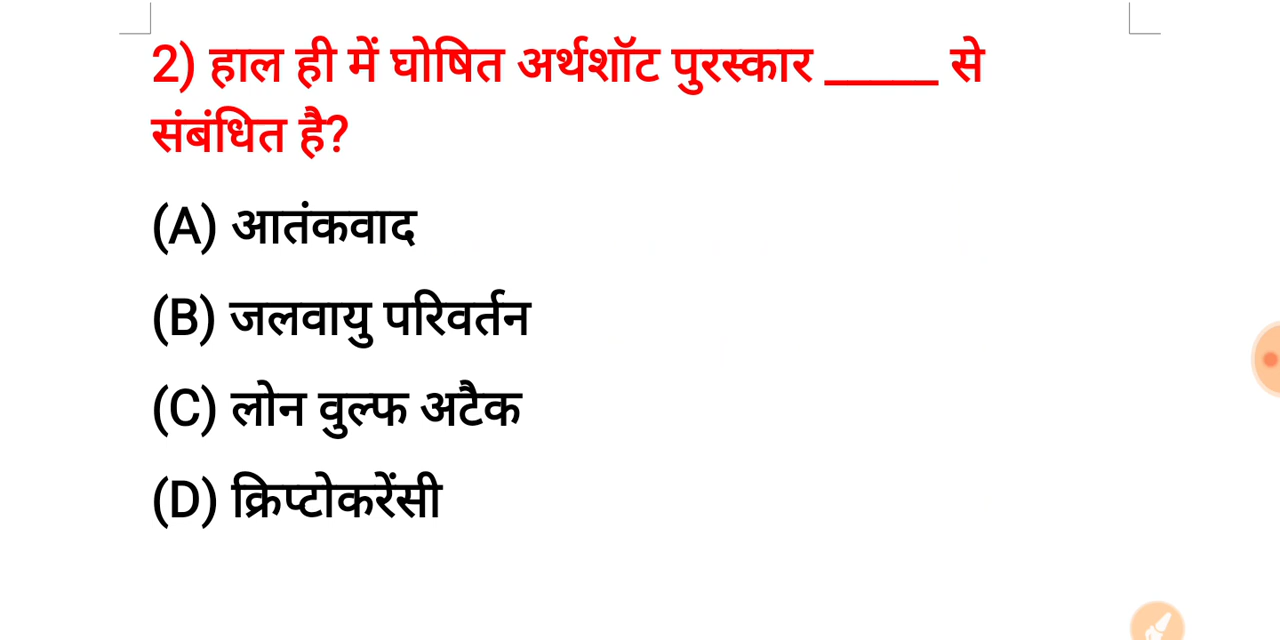 2) हाल ही में घोषित अर्थशॉट पुरस्कार _____ से
संबंधित है?
(A) आतंकवाद
(B) जलवायु परिवर्तन
(C) लोन वुल्फ अटैक
(D) क्रिप्टोकरेंसी